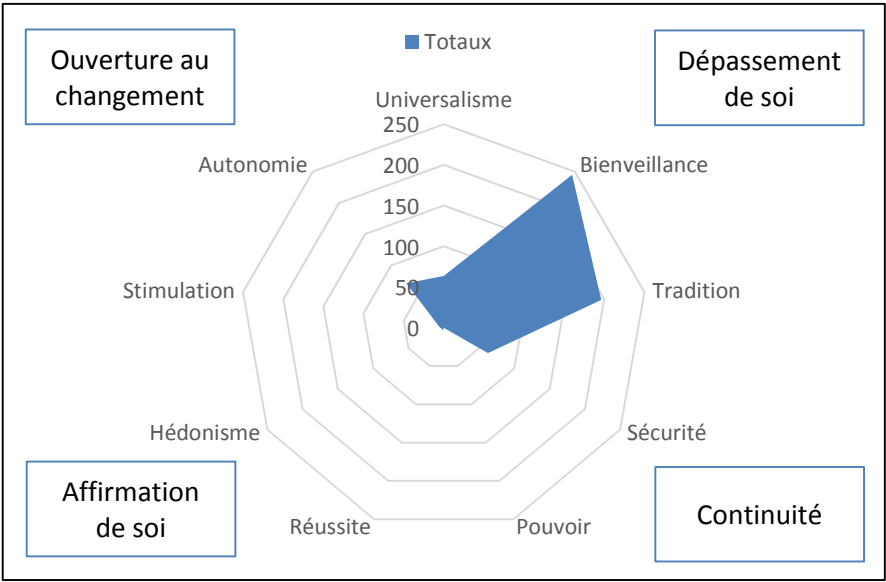 Ouverture au
changement
Totaux
Dépassement
de soi
Universalisme
250
200
150
100
50
0
Autonomie
Bienveillance
Stimulation
Tradition
Hédonisme
Sécurité
Réussite
Pouvoir
Affirmation
de soi
Continuité